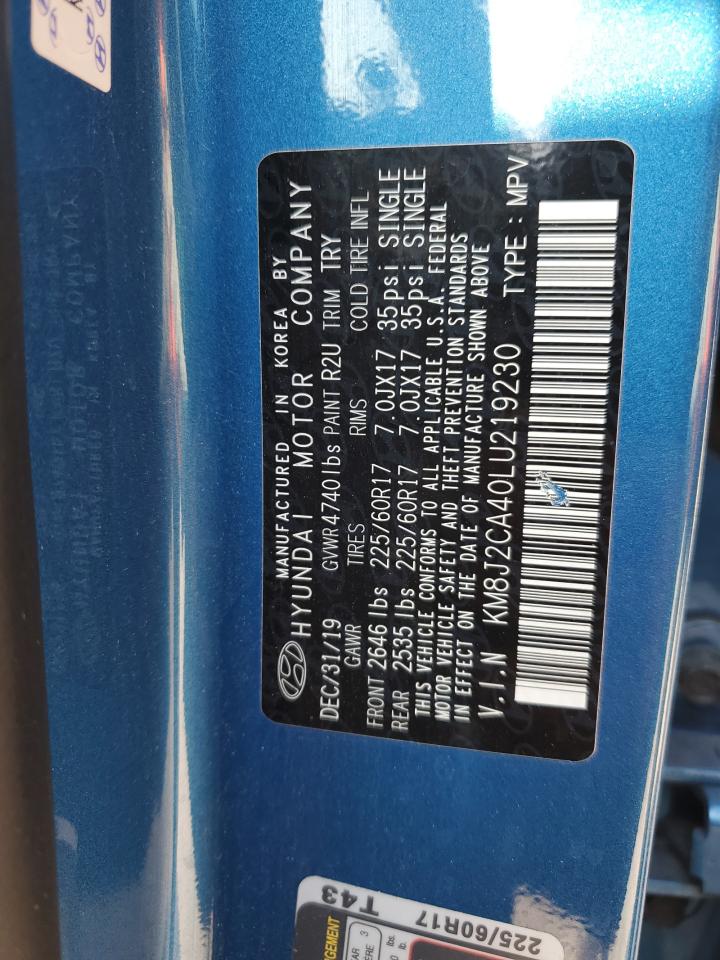 MANUFACTURED IN KOREA BY
HYUNDAI MOTOR COMPANY
DEC/31/19 GVWR4740lbs PAINT R2U TRIM TRY
GAWR TIRES RIMS COLD TIRE INFL
FRONT 2646 lbs 225/60R17 7.0JX17 35psi SINGLE
REAR 2535 lbs 225/60R17 7.0JX17 35psi SINGLE
THIS VEHICLE CONFORMS TO ALL APPLICABLE U.S.A. FEDERAL
MOTOR VEHICLE SAFETY AND THEFT PREVENTION STANDARDS
IN EFFECT ON THE DATE OF MANUFACTURE SHOWN ABOVE
V.I.N KM8J2CA40LU219230 TYPE : MPV
T43
225/60R17